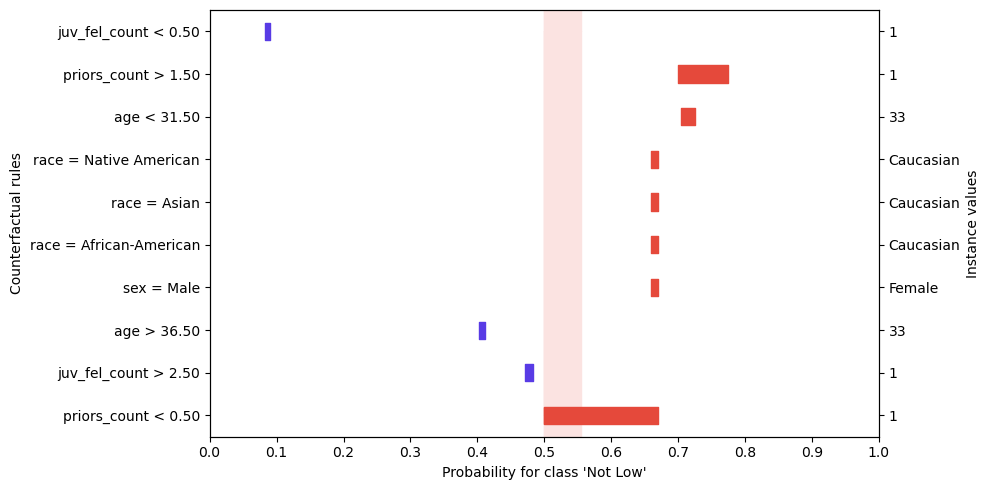 Counterfactual rules
juv_fel_count < 0.50
priors_count > 1.50
age < 31.50
race = Native American
race = Asian
race = African-American
sex = Male
age > 36.50
juv_fel_count > 2.50
priors_count < 0.50
1
1
33
Caucasian
Caucasian
Caucasian
Female
33
1
1
Instance values
0.0 0.1 0.2 0.3 0.4 0.5 0.6 0.7 0.8 0.9 1.0
Probability for class 'Not Low'